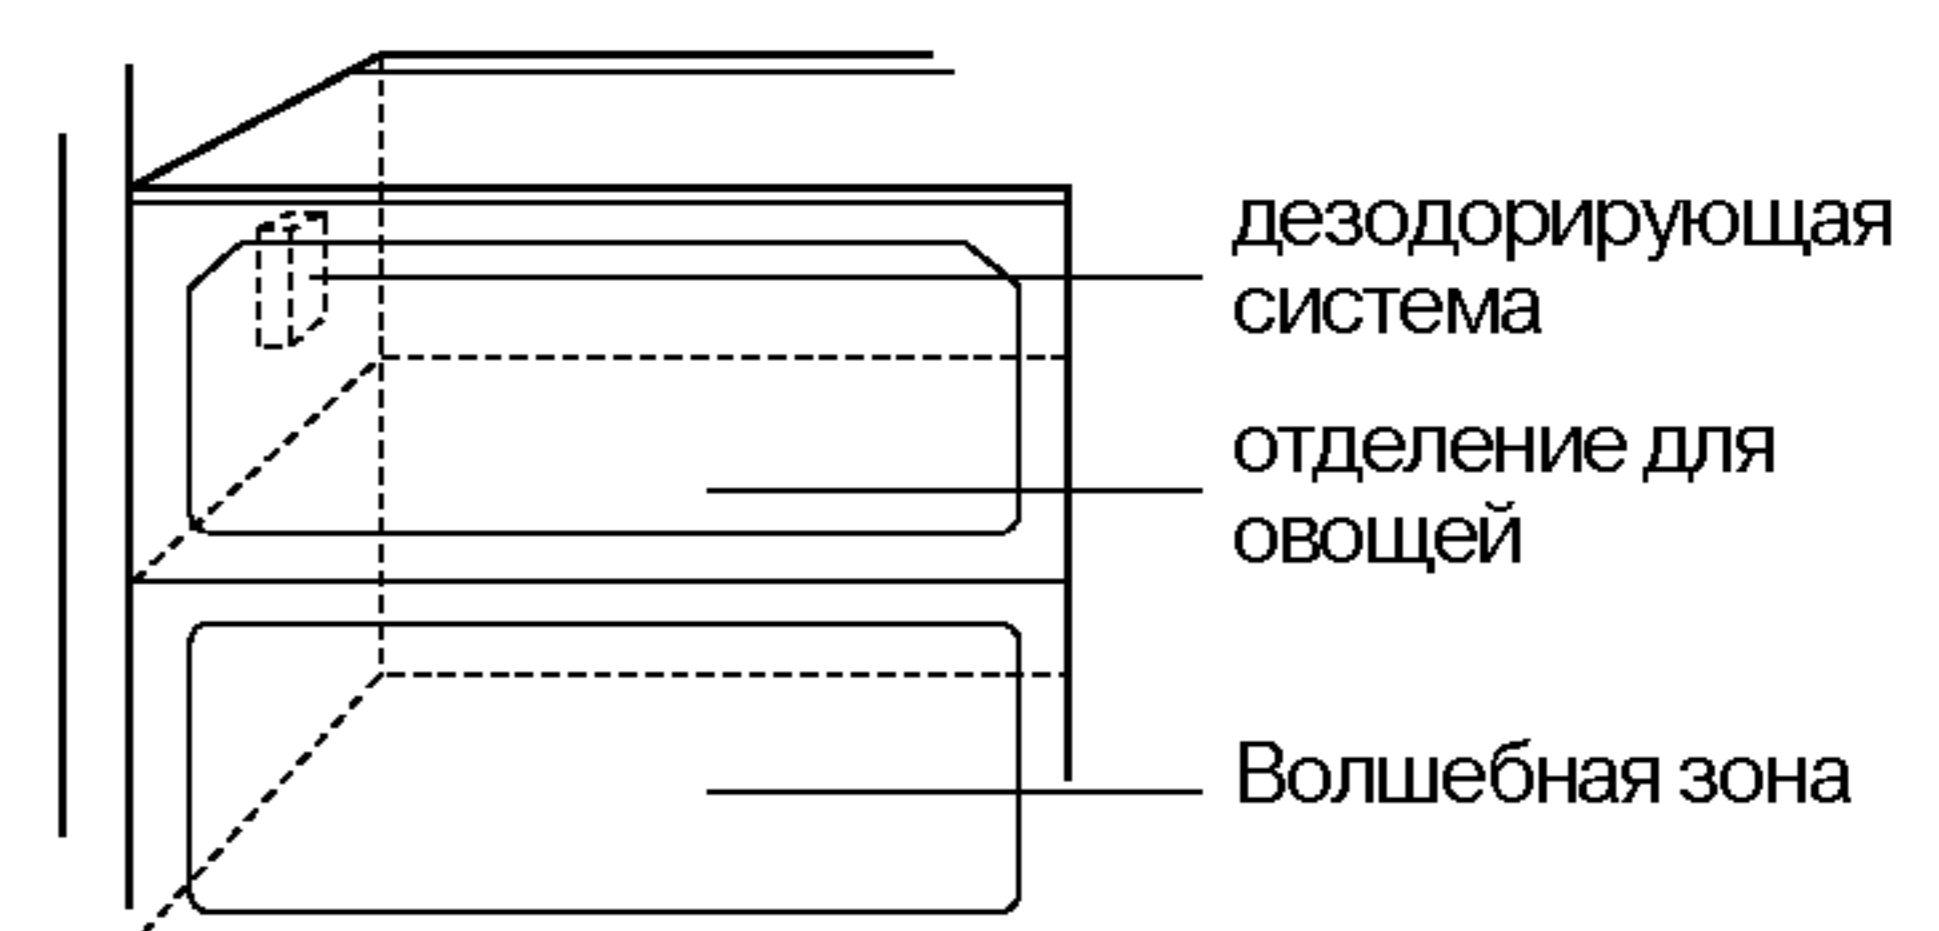 дезодорирующая
система
отделение для
овощей
Волшебная зона